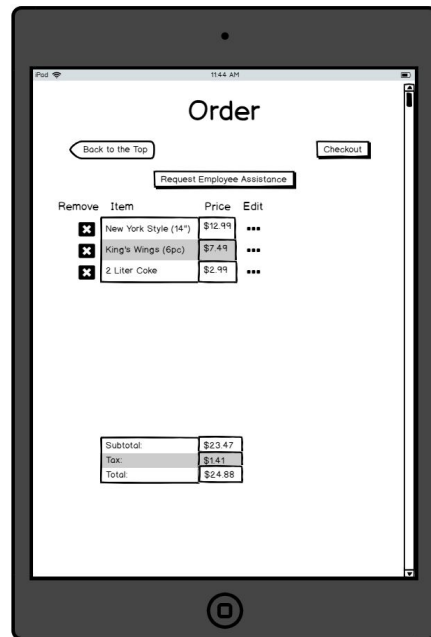 iPad 11:44 AM
Order
Back to the Top Checkout
Request Employee Assistance
Remove Item Price Edit
New York Style (14") $12.99
King's Wings (6pc) $7.49
2 Liter Coke $2.99
Subtotal: $23.47
Tax: $1.41
Total: $24.88